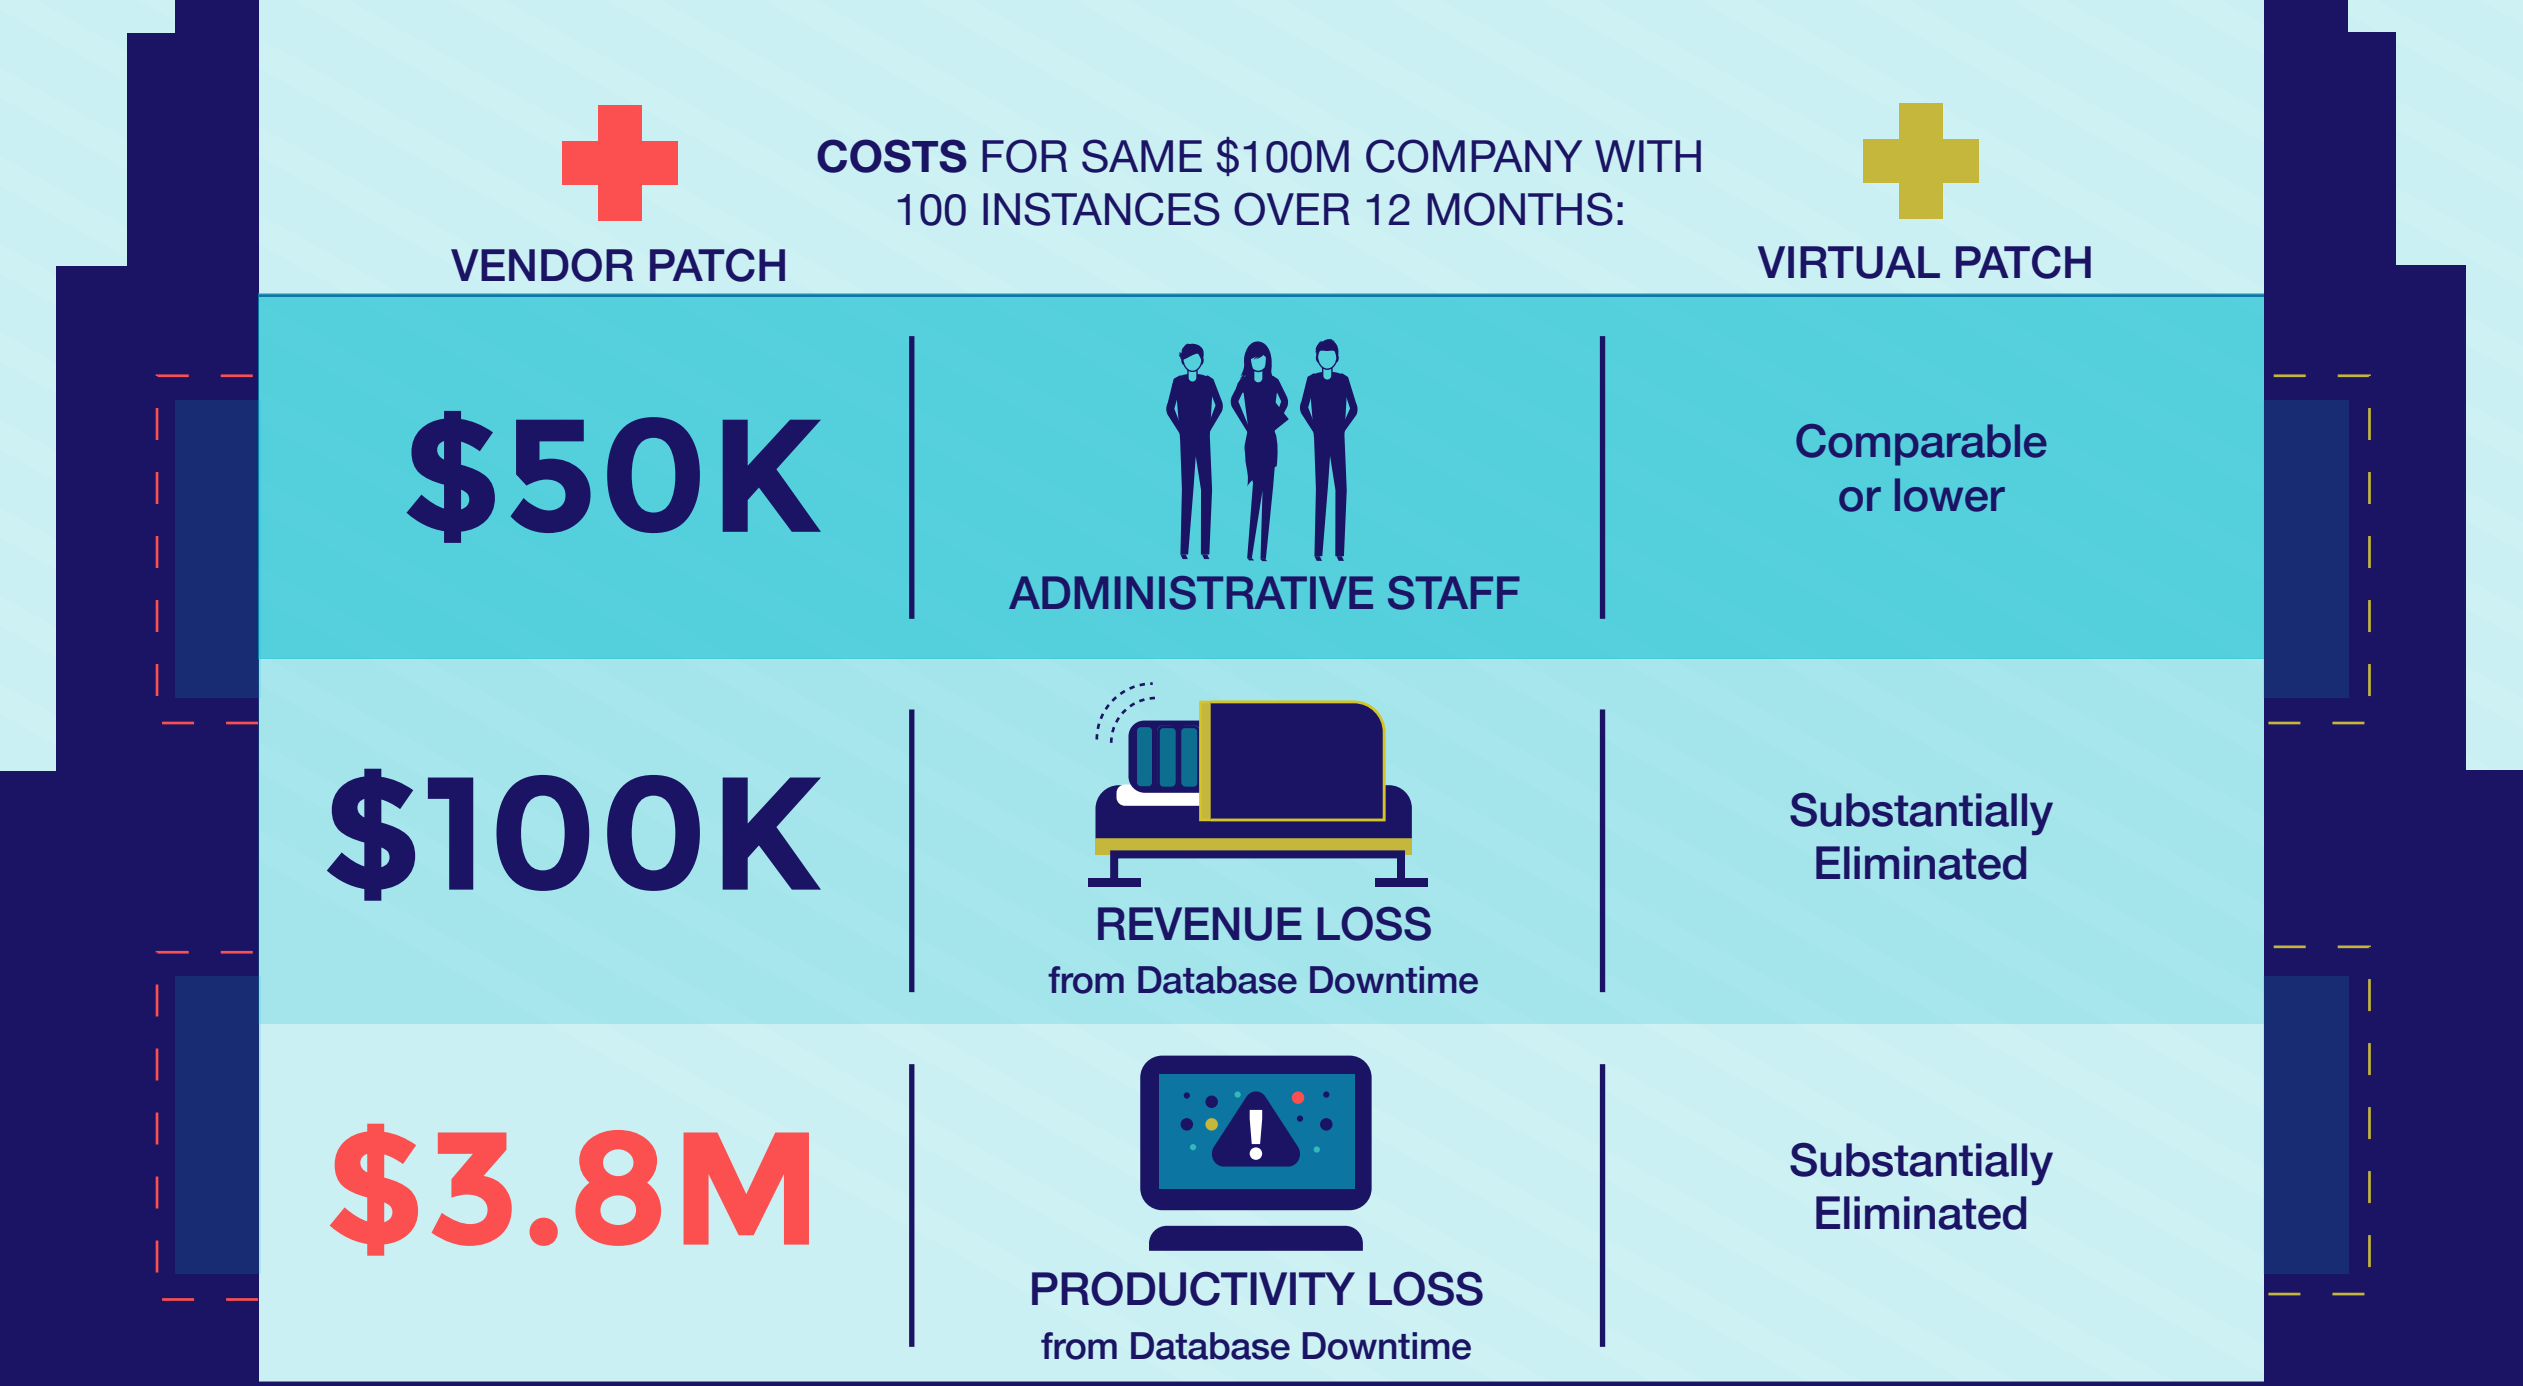 COSTS FOR SAME $100M COMPANY WITH
100 INSTANCES OVER 12 MONTHS:
VENDOR PATCH
VIRTUAL PATCH
$50K
ADMINISTRATIVE STAFF
Comparable
or lower
$100K
REVENUE LOSS
from Database Downtime
Substantially
Eliminated
$3.8M
PRODUCTIVITY LOSS
from Database Downtime
Substantially
Eliminated